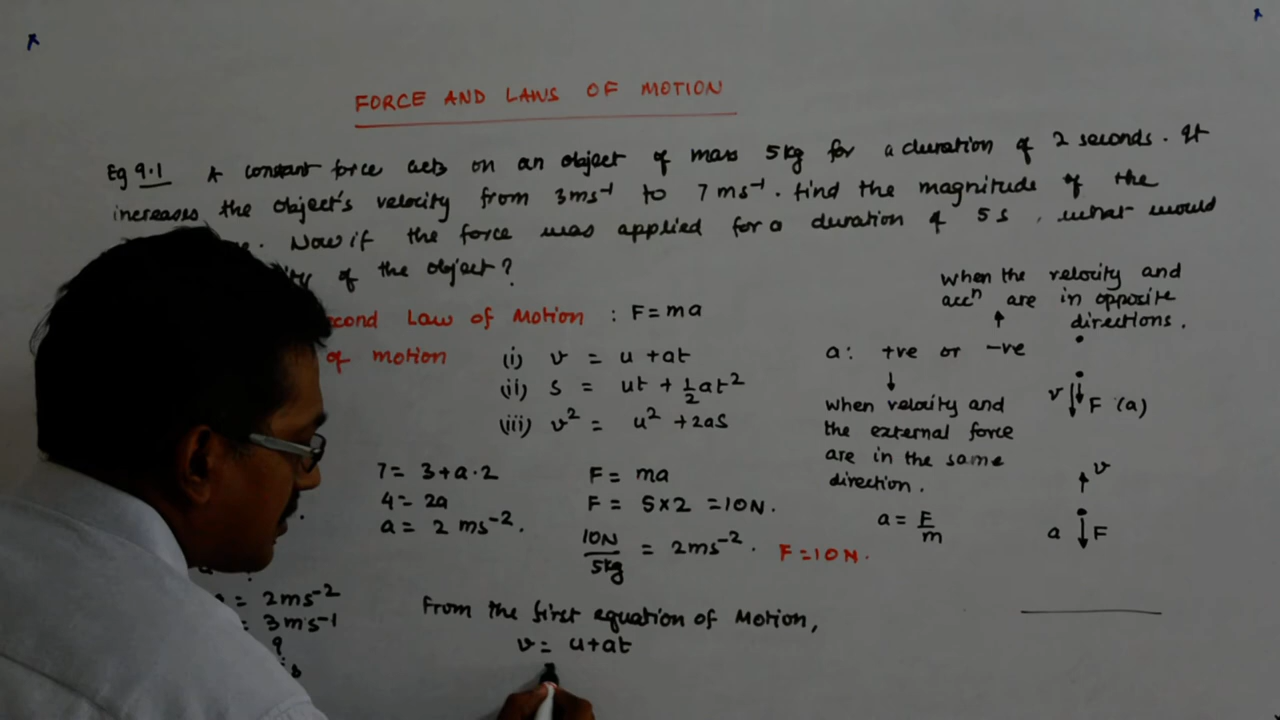 FORCE AND LAWS OF MOTION
Eg 9.1 A constant force acts on an object of mass 5kg for a duration of 2 seconds. It
increases the object's velocity from 3ms⁻¹ to 7ms⁻¹. find the magnitude of the
Now if the force was applied for a duration of 5s, what would
of the object?
cond Law of Motion : F=ma
of motion (i) v = u+at
(ii) s = ut + 1/2 at²
(iii) v² = u² + 2as
7 = 3+a·2
4 = 2a
a = 2 ms⁻².
F = ma
F = 5×2 = 10N.
10N/5kg = 2ms⁻². F=10N.
= 2ms⁻²
= 3ms⁻¹
?
From the first equation of Motion,
v = u+at
when the velocity and
accⁿ are in opposite
directions.
a: +ve or -ve
when velocity and
the external force
are in the same
direction.
a = F/m
v F (a)
v
a F